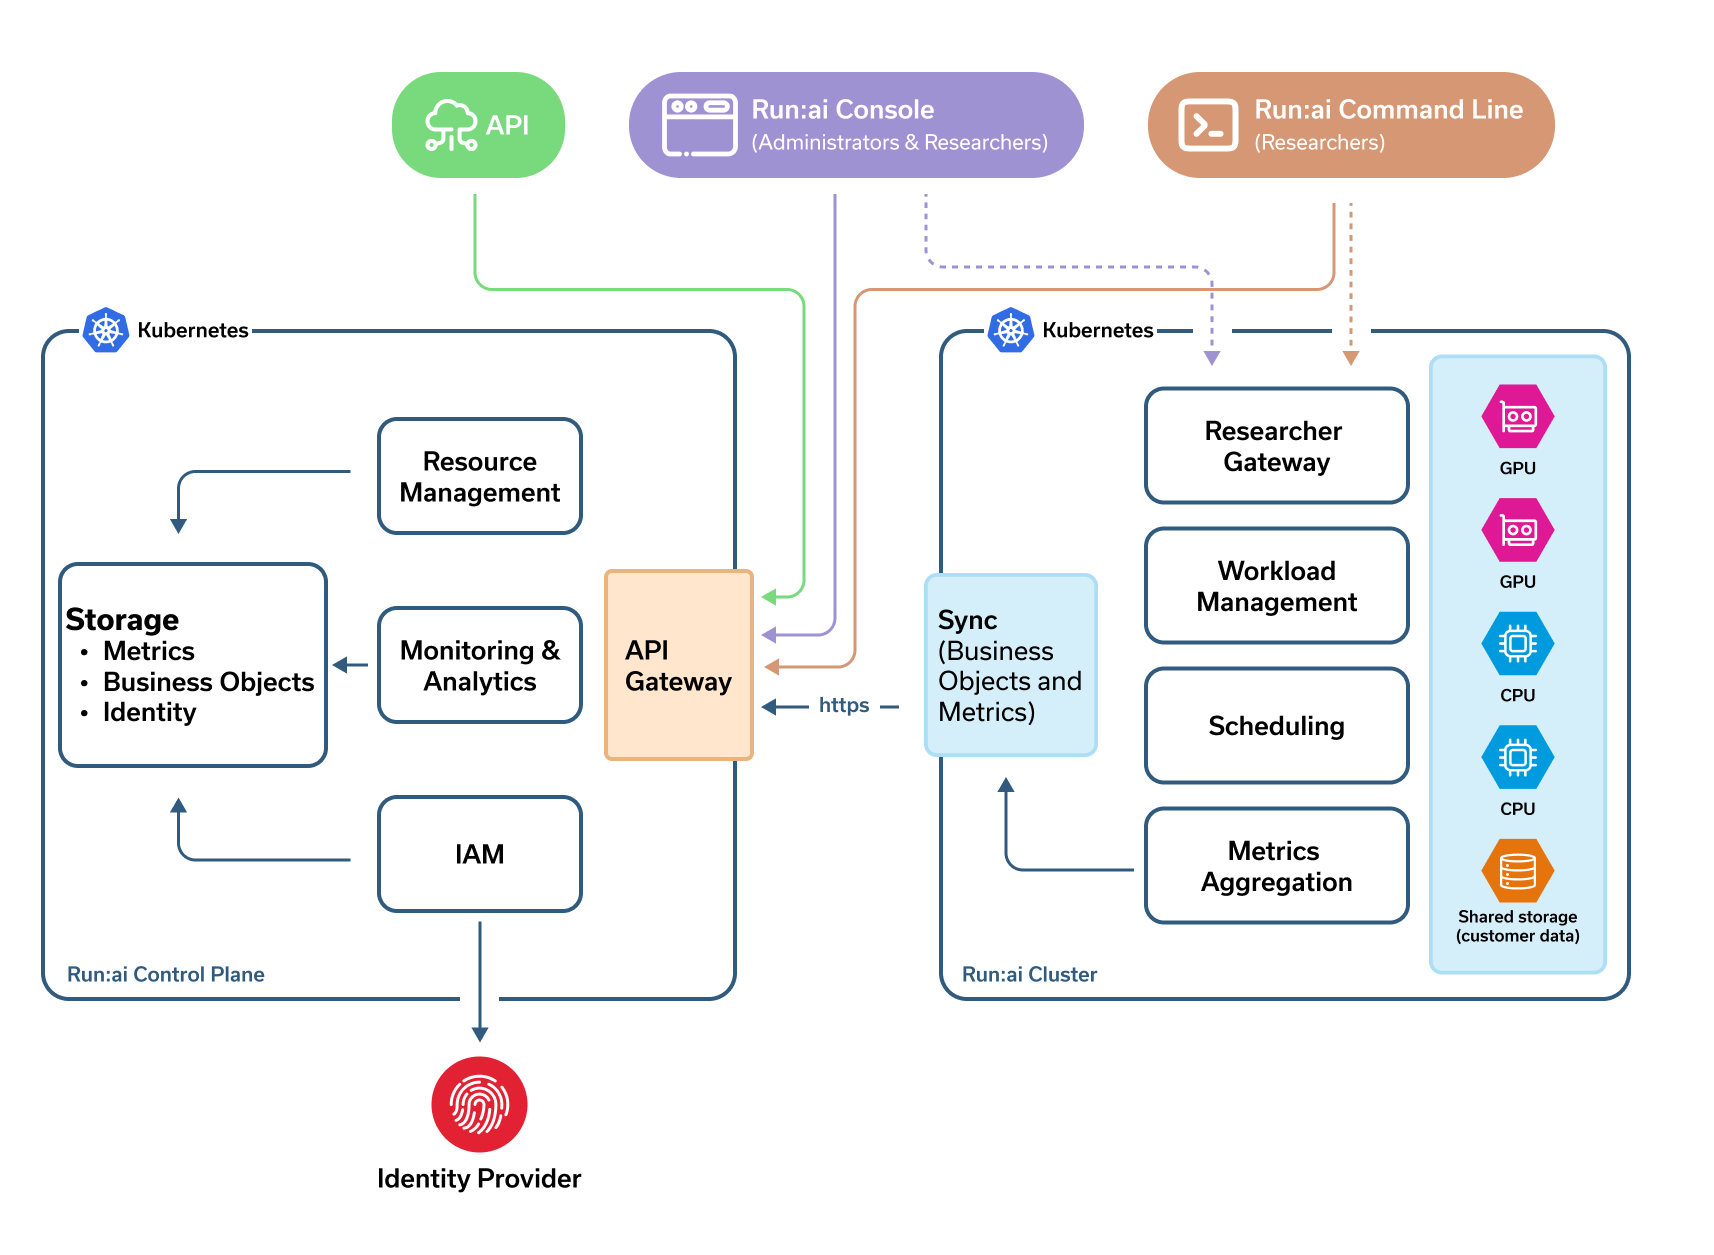 API
Run:ai Console
(Administrators & Researchers)
Run:ai Command Line
(Researchers)
Kubernetes
Resource
Management
Storage
• Metrics
• Business Objects
• Identity
Monitoring &
Analytics
IAM
API
Gateway
Run:ai Control Plane
Identity Provider
https
Kubernetes
Sync
(Business
Objects and
Metrics)
Researcher
Gateway
Workload
Management
Scheduling
Metrics
Aggregation
GPU
GPU
CPU
CPU
Shared storage
(customer data)
Run:ai Cluster